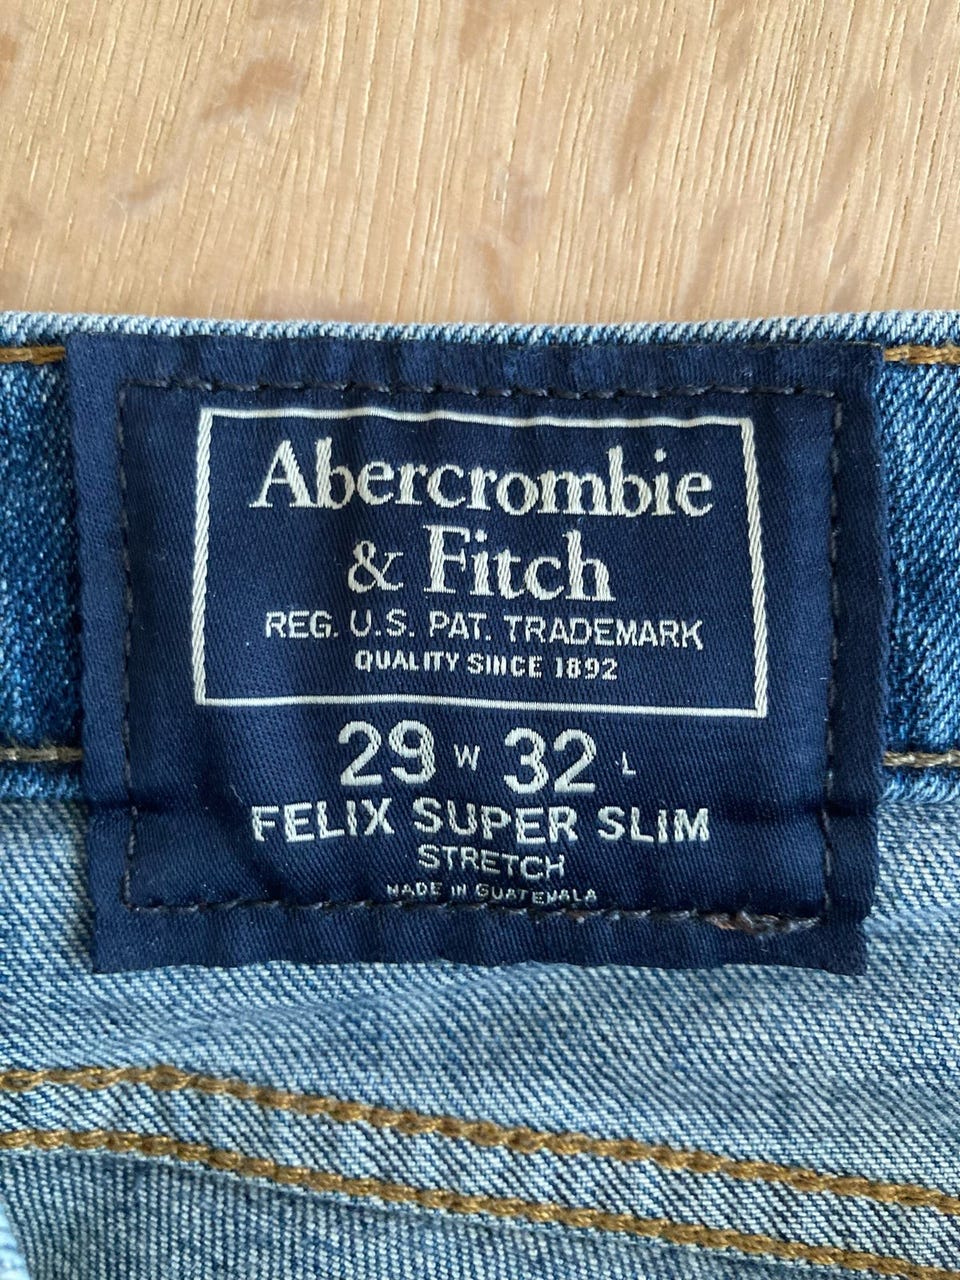 Abercrombie
& Fitch
REG. U.S. PAT. TRADEMARK
QUALITY SINCE 1892
29 W 32 L
FELIX SUPER SLIM
STRETCH
MADE IN GUATEMALA